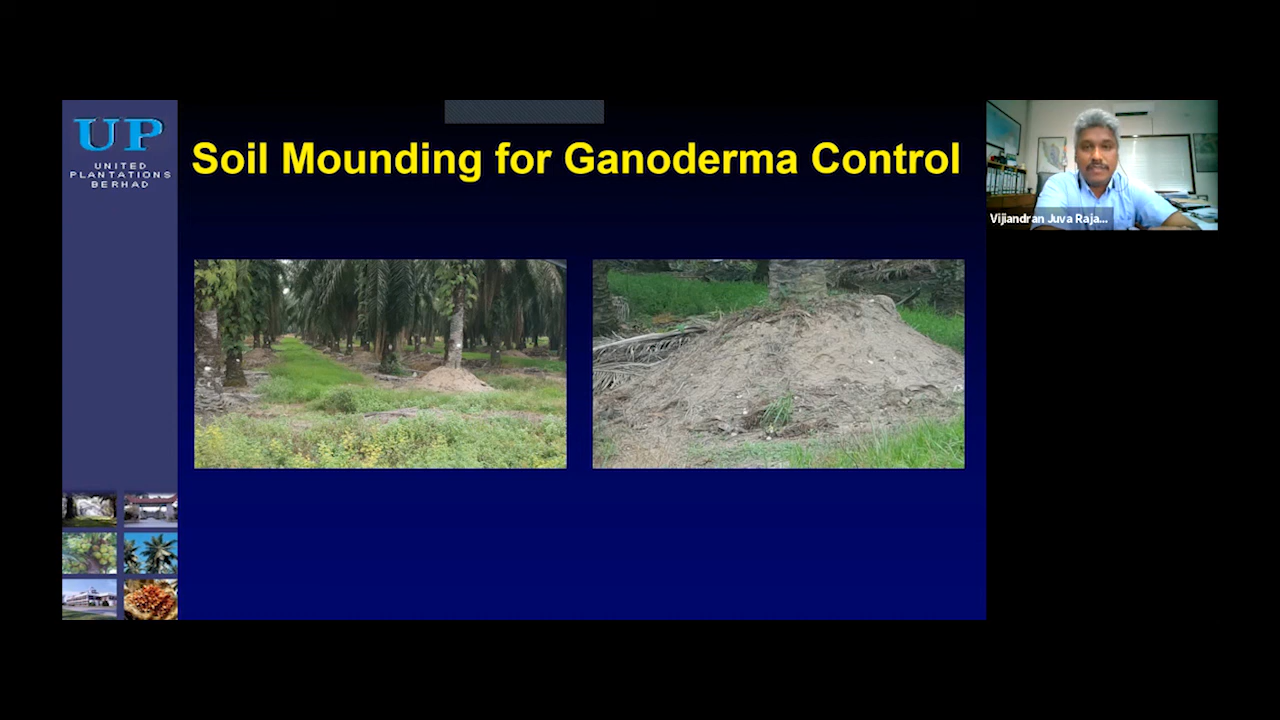 UP
UNITED
PLANTATIONS
BERHAD
Soil Mounding for Ganoderma Control
Vijiandran Juva Raja...